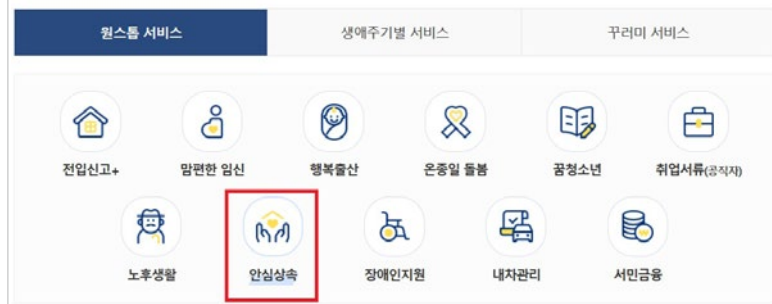 원스톱 서비스 생애주기별 서비스 꾸러미 서비스
전입신고+ 맘편한 임신 행복출산 온종일 돌봄 꿈청소년 취업서류(공직자)
노후생활 안심상속 장애인지원 내차관리 서민금융